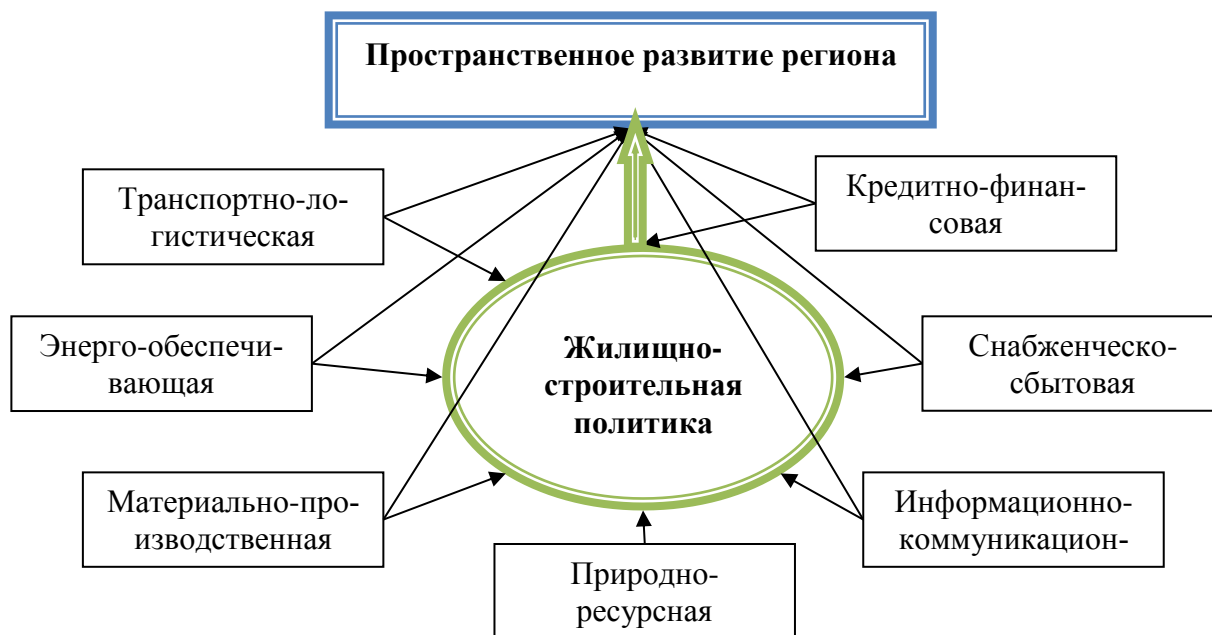 Пространственное развитие региона
Транспортно-ло-
гистическая
Кредитно-финан-
совая
Энерго-обеспечи-
вающая
Жилищно-
строительная
политика
Снабженческо-
сбытовая
Материально-про-
изводственная
Информационно-
коммуникацион-
Природно-
ресурсная